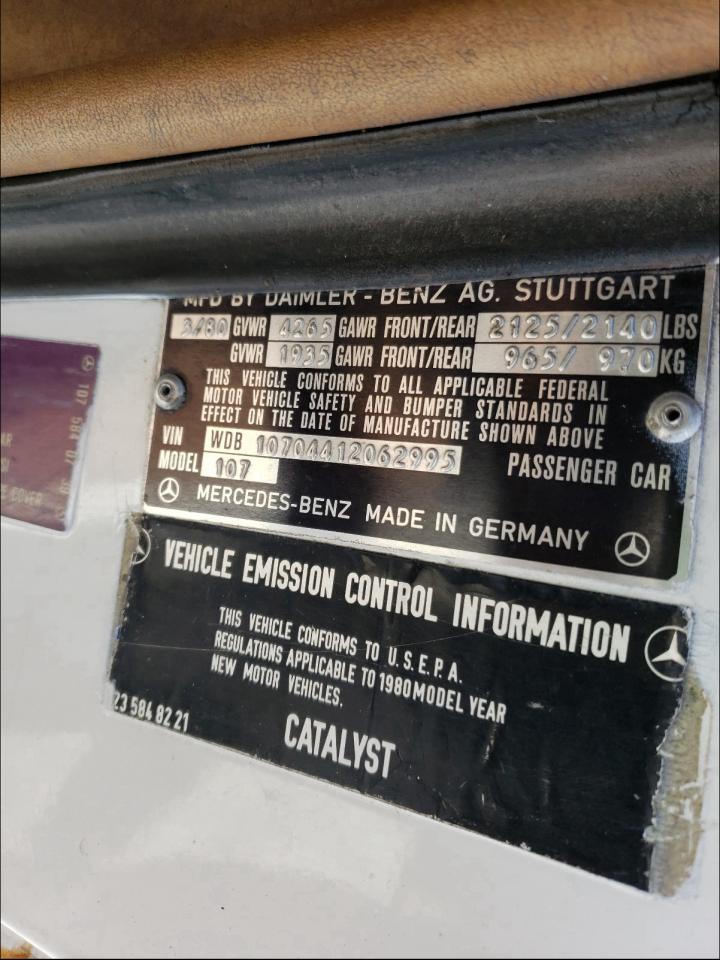 MFD BY DAIMLER - BENZ AG. STUTTGART
3/80 GVWR 4265 GAWR FRONT/REAR 2125/2140 LBS
GVWR 1935 GAWR FRONT/REAR 965/ 970 KG
THIS VEHICLE CONFORMS TO ALL APPLICABLE FEDERAL
MOTOR VEHICLE SAFETY AND BUMPER STANDARDS IN
EFFECT ON THE DATE OF MANUFACTURE SHOWN ABOVE
VIN WDB 10704412062995
MODEL 107 PASSENGER CAR
MERCEDES-BENZ MADE IN GERMANY
107 584 07
COVER
VEHICLE EMISSION CONTROL INFORMATION
THIS VEHICLE CONFORMS TO U.S.E.P.A.
REGULATIONS APPLICABLE TO 1980 MODEL YEAR
NEW MOTOR VEHICLES.
23 584 82 21
CATALYST